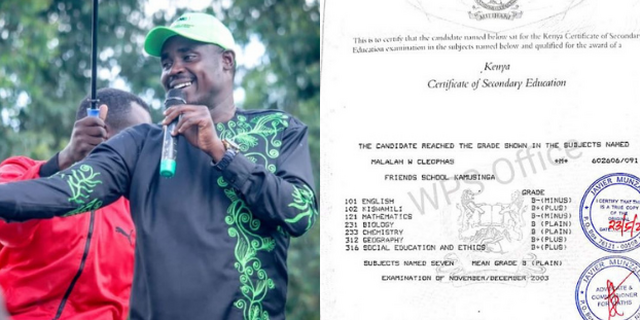 This is to certify that the candidate named below sat for the Kenya Certificate of Secondary
Education examination in the subjects named below and qualified for the award of a
Kenya
Certificate of Secondary Education
THE CANDIDATE REACHED THE GRADE SHOWN IN THE SUBJECTS NAMED
MALALAH W CLEOPHAS *M* 602606/091
FRIENDS SCHOOL KAMUSINGA
GRADE
101 ENGLISH B-(MINUS)
102 KISWAHILI B+(PLUS)
121 MATHEMATICS B-(MINUS)
231 BIOLOGY B (PLAIN)
233 CHEMISTRY B (PLAIN)
312 GEOGRAPHY B+(PLUS)
316 SOCIAL EDUCATION AND ETHICS B+(PLUS)
SUBJECTS NAMED SEVEN MEAN GRADE B (PLAIN)
EXAMINATION OF NOVEMBER/DECEMBER 2003
WPS Office
JAVIER MUNZ
I CERTIFY THAT THIS
IS A TRUE COPY
OF THE
23/5/2
JAVIER MUNZ
ADVOCATE &
COMMISSIONER
FOR OATHS